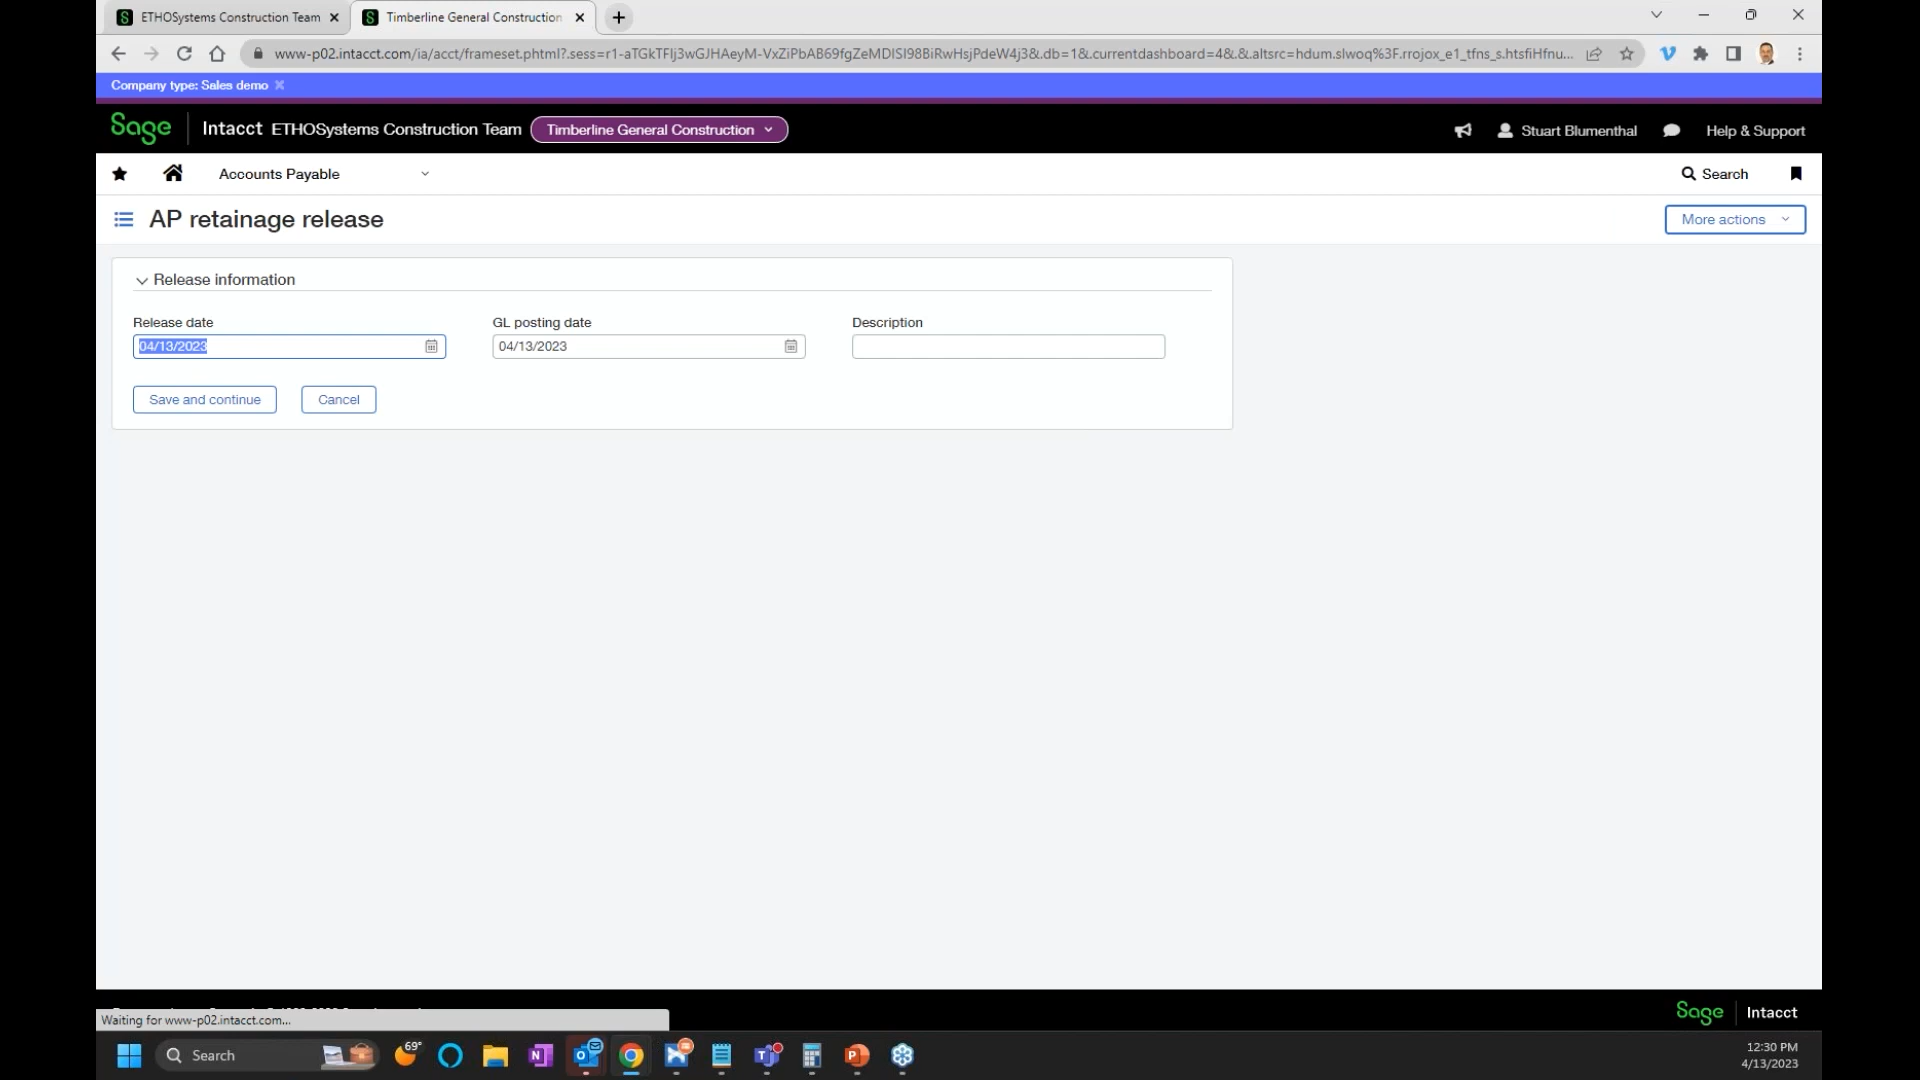 ETHOSystems Construction Team
Timberline General Construction
www-p02.intacct.com/ia/acct/frameset.phtml?.sess=r1-aTGkTFIj3wGJHAeyM-VxZiPbAB69fgZeMDISI98BiRwHsjPdeW4j3&.db=1&.currentdashboard=4&.&.altsrc=hdum.slwoq%3F.rrojox_e1_tfns_s.htsfiHfnu...
Company type: Sales demo
Sage Intacct ETHOSystems Construction Team Timberline General Construction
Stuart Blumenthal Help & Support
Accounts Payable Search
AP retainage release More actions
Release information
Release date GL posting date Description
04/13/2023 04/13/2023
Save and continue Cancel
Sage Intacct
Waiting for www-p02.intacct.com...
Search 69°
12:30 PM
4/13/2023